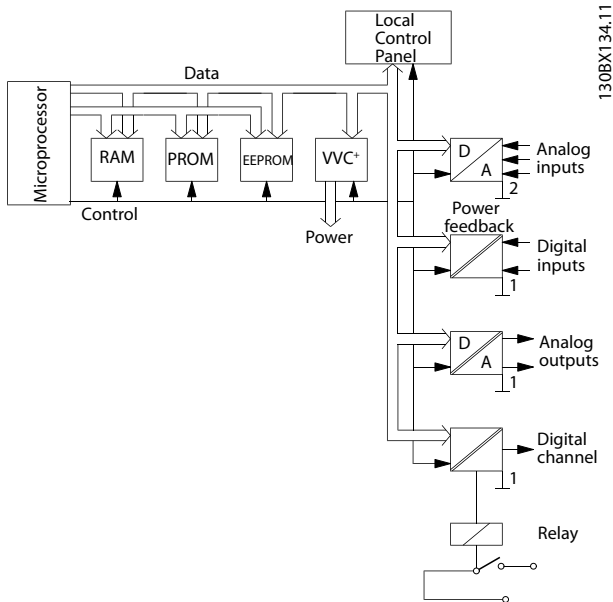 130BX134.11
Local
Control
Panel
Data
Microprocessor
RAM
PROM
EEPROM
VVC+
Control
Power
D
A
Analog
inputs
2
Power
feedback
Digital
inputs
1
D
A
Analog
outputs
1
Digital
channel
1
Relay